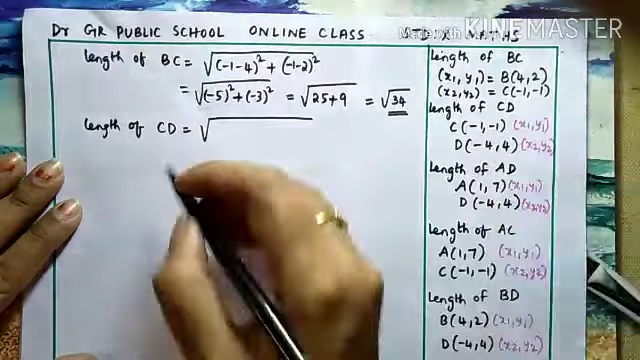 Dr GR PUBLIC SCHOOL ONLINE CLASS STD X MATHS
Made with KINEMASTER
Length of BC = √(-1-4)² + (-1-2)²
= √(-5)² + (-3)² = √25+9 = √34
Length of CD = √
Length of BC
(x1, y1) = B(4,2)
(x2, y2) = C(-1,-1)
Length of CD
C(-1,-1) (x1, y1)
D(-4,4) (x2, y2)
Length of AD
A(1,7) (x1, y1)
D(-4,4) (x2, y2)
Length of AC
A(1,7) (x1, y1)
C(-1,-1) (x2, y2)
Length of BD
B(4,2) (x1, y1)
D(-4,4) (x2, y2)